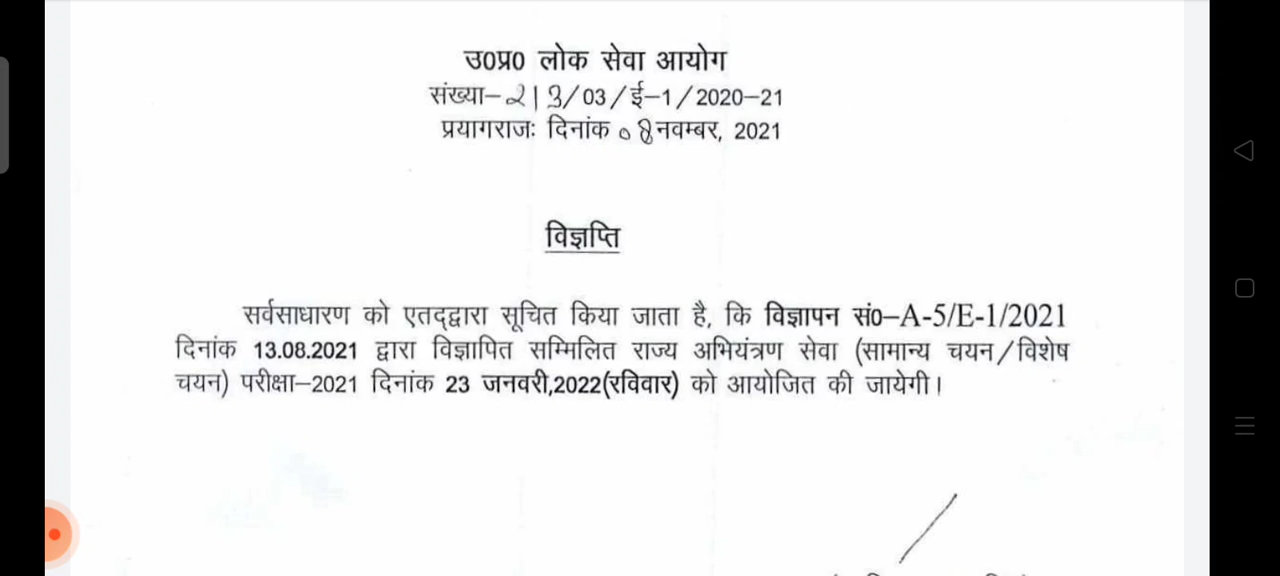 उ0प्र0 लोक सेवा आयोग
संख्या–213/03/ई–1/2020–21
प्रयागराजः दिनांक 08 नवम्बर, 2021
विज्ञप्ति
सर्वसाधारण को एतद्द्वारा सूचित किया जाता है, कि विज्ञापन सं0–A-5/E-1/2021
दिनांक 13.08.2021 द्वारा विज्ञापित सम्मिलित राज्य अभियंत्रण सेवा (सामान्य चयन/विशेष
चयन) परीक्षा–2021 दिनांक 23 जनवरी,2022(रविवार) को आयोजित की जायेगी।